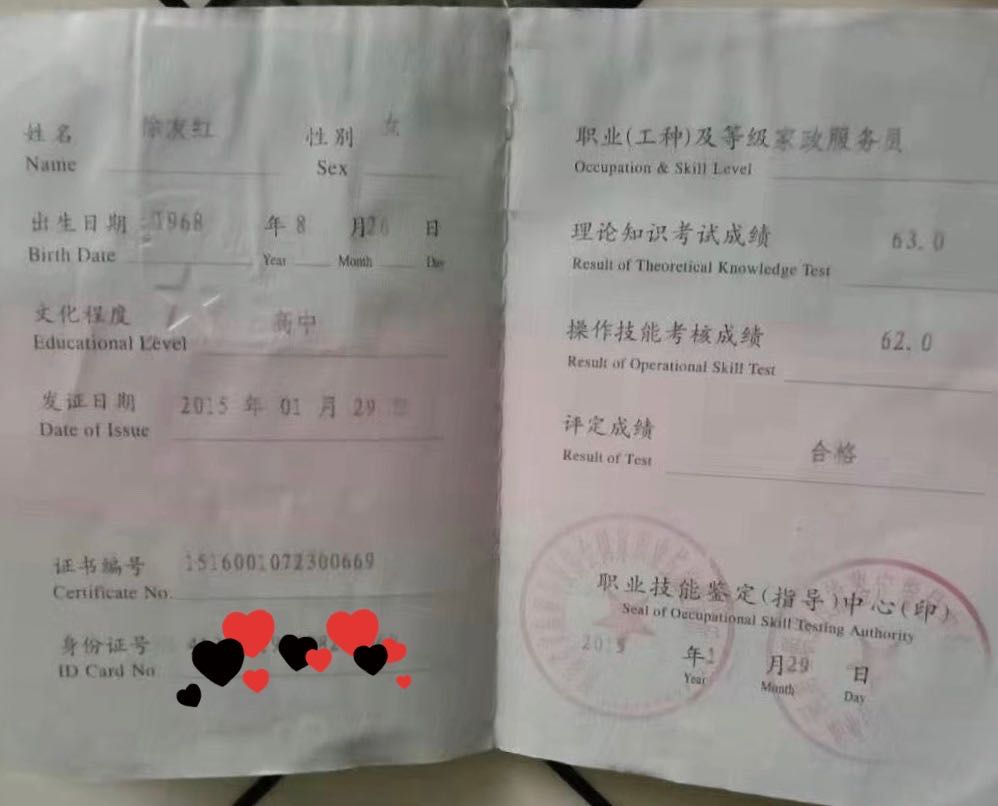 姓名 徐友红 性别 女
Name Sex
出生日期 1968 年 8 月 26 日
Birth Date Year Month Day
文化程度 高中
Educational Level
发证日期 2015 年 01 月 29 日
Date of Issue
证书编号 1516001072300669
Certificate No.
身份证号
ID Card No
职业(工种)及等级 家政服务员
Occupation & Skill Level
理论知识考试成绩 63.0
Result of Theoretical Knowledge Test
操作技能考核成绩 62.0
Result of Operational Skill Test
评定成绩 合格
Result of Test
职业技能鉴定(指导)中心(印)
Seal of Occupational Skill Testing Authority
2015 年 1 月 29 日
Year Month Day